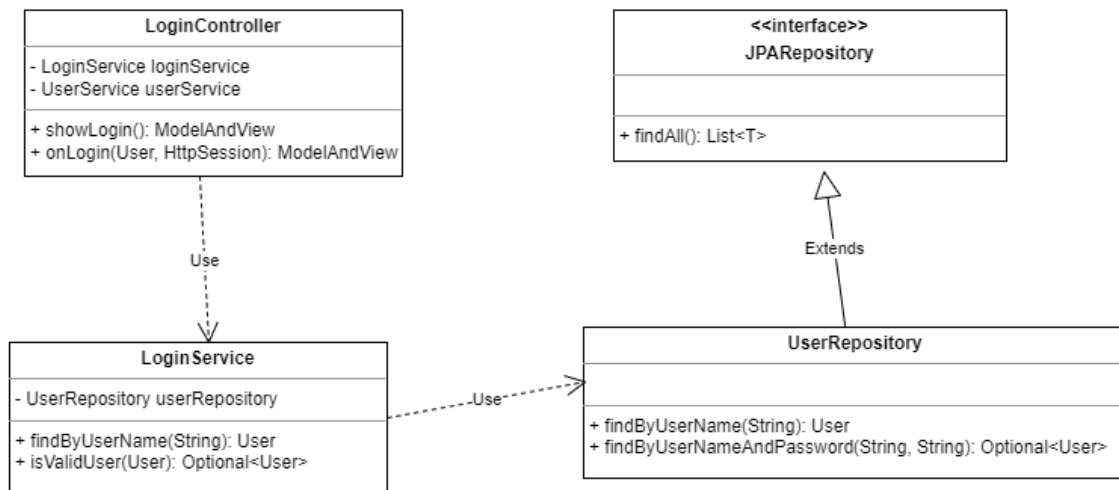 LoginController
- LoginService loginService
- UserService userService
+ showLogin(): ModelAndView
+ onLogin(User, HttpSession): ModelAndView
<<interface>>
JPARepository
+ findAll(): List<T>
Use
Extends
LoginService
- UserRepository userRepository
+ findByUserName(String): User
+ isValidUser(User): Optional<User>
Use
UserRepository
+ findByUserName(String): User
+ findByUserNameAndPassword(String, String): Optional<User>